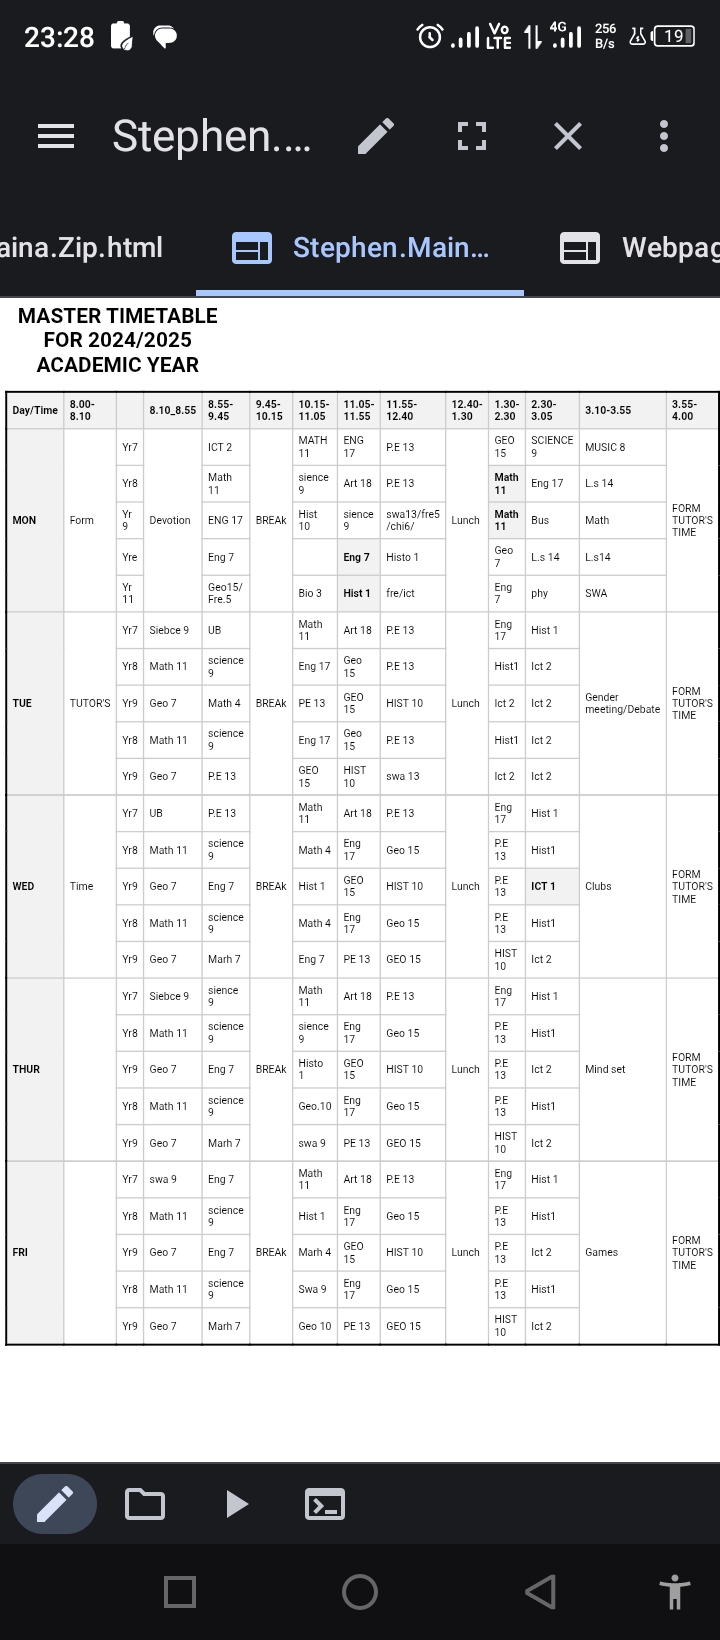 23:28
Vo LTE 4G 256 B/s 19
Stephen....
aina.Zip.html Stephen.Main... Webpag
MASTER TIMETABLE
FOR 2024/2025
ACADEMIC YEAR
Day/Time 8.00-8.10 8.10_8.55 8.55-9.45 9.45-10.15 10.15-11.05 11.05-11.55 11.55-12.40 12.40-1.30 1.30-2.30 2.30-3.05 3.10-3.55 3.55-4.00
MON Form Devotion BREAk Lunch FORM TUTOR'S TIME
Yr7 ICT 2 MATH 11 ENG 17 P.E 13 GEO 15 SCIENCE 9 MUSIC 8
Yr8 Math 11 sience 9 Art 18 P.E 13 Math 11 Eng 17 L.s 14
Yr 9 ENG 17 Hist 10 sience 9 swa13/fre5/chi6/ Math 11 Bus Math
Yre Eng 7 Eng 7 Histo 1 Geo 7 L.s 14 L.s14
Yr 11 Geo15/Fre.5 Bio 3 Hist 1 fre/ict Eng 7 phy SWA
TUE TUTOR'S BREAk Lunch Gender meeting/Debate FORM TUTOR'S TIME
Yr7 Siebce 9 UB Math 11 Art 18 P.E 13 Eng 17 Hist 1
Yr8 Math 11 science 9 Eng 17 Geo 15 P.E 13 Hist1 Ict 2
Yr9 Geo 7 Math 4 PE 13 GEO 15 HIST 10 Ict 2 Ict 2
Yr8 Math 11 science 9 Eng 17 Geo 15 P.E 13 Hist1 Ict 2
Yr9 Geo 7 P.E 13 GEO 15 HIST 10 swa 13 Ict 2 Ict 2
WED Time BREAk Lunch Clubs FORM TUTOR'S TIME
Yr7 UB P.E 13 Math 11 Art 18 P.E 13 Eng 17 Hist 1
Yr8 Math 11 science 9 Math 4 Eng 17 Geo 15 P.E 13 Hist1
Yr9 Geo 7 Eng 7 Hist 1 GEO 15 HIST 10 P.E 13 ICT 1
Yr8 Math 11 science 9 Math 4 Eng 17 Geo 15 P.E 13 Hist1
Yr9 Geo 7 Marh 7 Eng 7 PE 13 GEO 15 HIST 10 Ict 2
THUR BREAk Lunch Mind set FORM TUTOR'S TIME
Yr7 Siebce 9 sience 9 Math 11 Art 18 P.E 13 Eng 17 Hist 1
Yr8 Math 11 science 9 sience 9 Eng 17 Geo 15 P.E 13 Hist1
Yr9 Geo 7 Eng 7 Histo 1 GEO 15 HIST 10 P.E 13 Ict 2
Yr8 Math 11 science 9 Geo.10 Eng 17 Geo 15 P.E 13 Hist1
Yr9 Geo 7 Marh 7 swa 9 PE 13 GEO 15 HIST 10 Ict 2
FRI BREAk Lunch Games FORM TUTOR'S TIME
Yr7 swa 9 Eng 7 Math 11 Art 18 P.E 13 Eng 17 Hist 1
Yr8 Math 11 science 9 Hist 1 Eng 17 Geo 15 P.E 13 Hist1
Yr9 Geo 7 Eng 7 Marh 4 GEO 15 HIST 10 P.E 13 Ict 2
Yr8 Math 11 science 9 Swa 9 Eng 17 Geo 15 P.E 13 Hist1
Yr9 Geo 7 Marh 7 Geo 10 PE 13 GEO 15 HIST 10 Ict 2